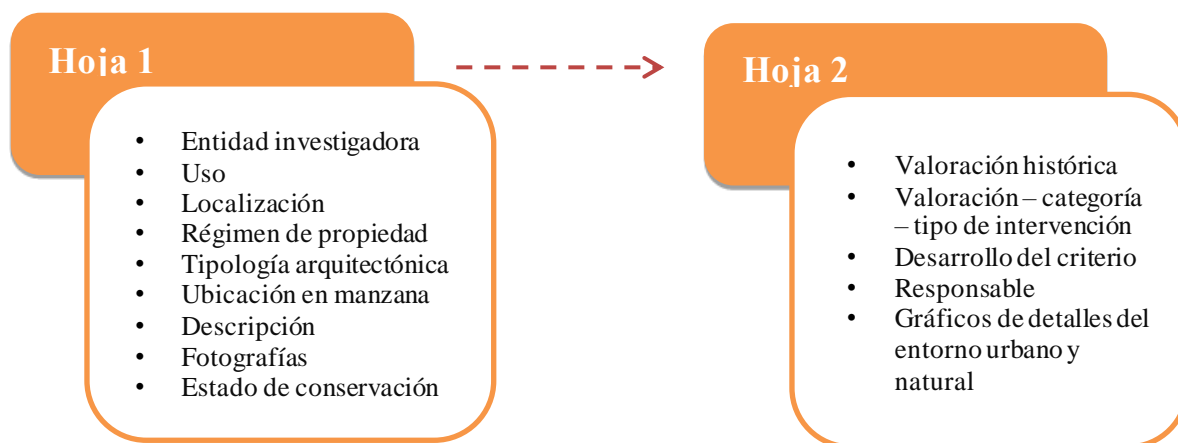 Hoja 1
• Entidad investigadora
• Uso
• Localización
• Régimen de propiedad
• Tipología arquitectónica
• Ubicación en manzana
• Descripción
• Fotografías
• Estado de conservación
Hoja 2
• Valoración histórica
• Valoración – categoría
– tipo de intervención
• Desarrollo del criterio
• Responsable
• Gráficos de detalles del
entorno urbano y
natural